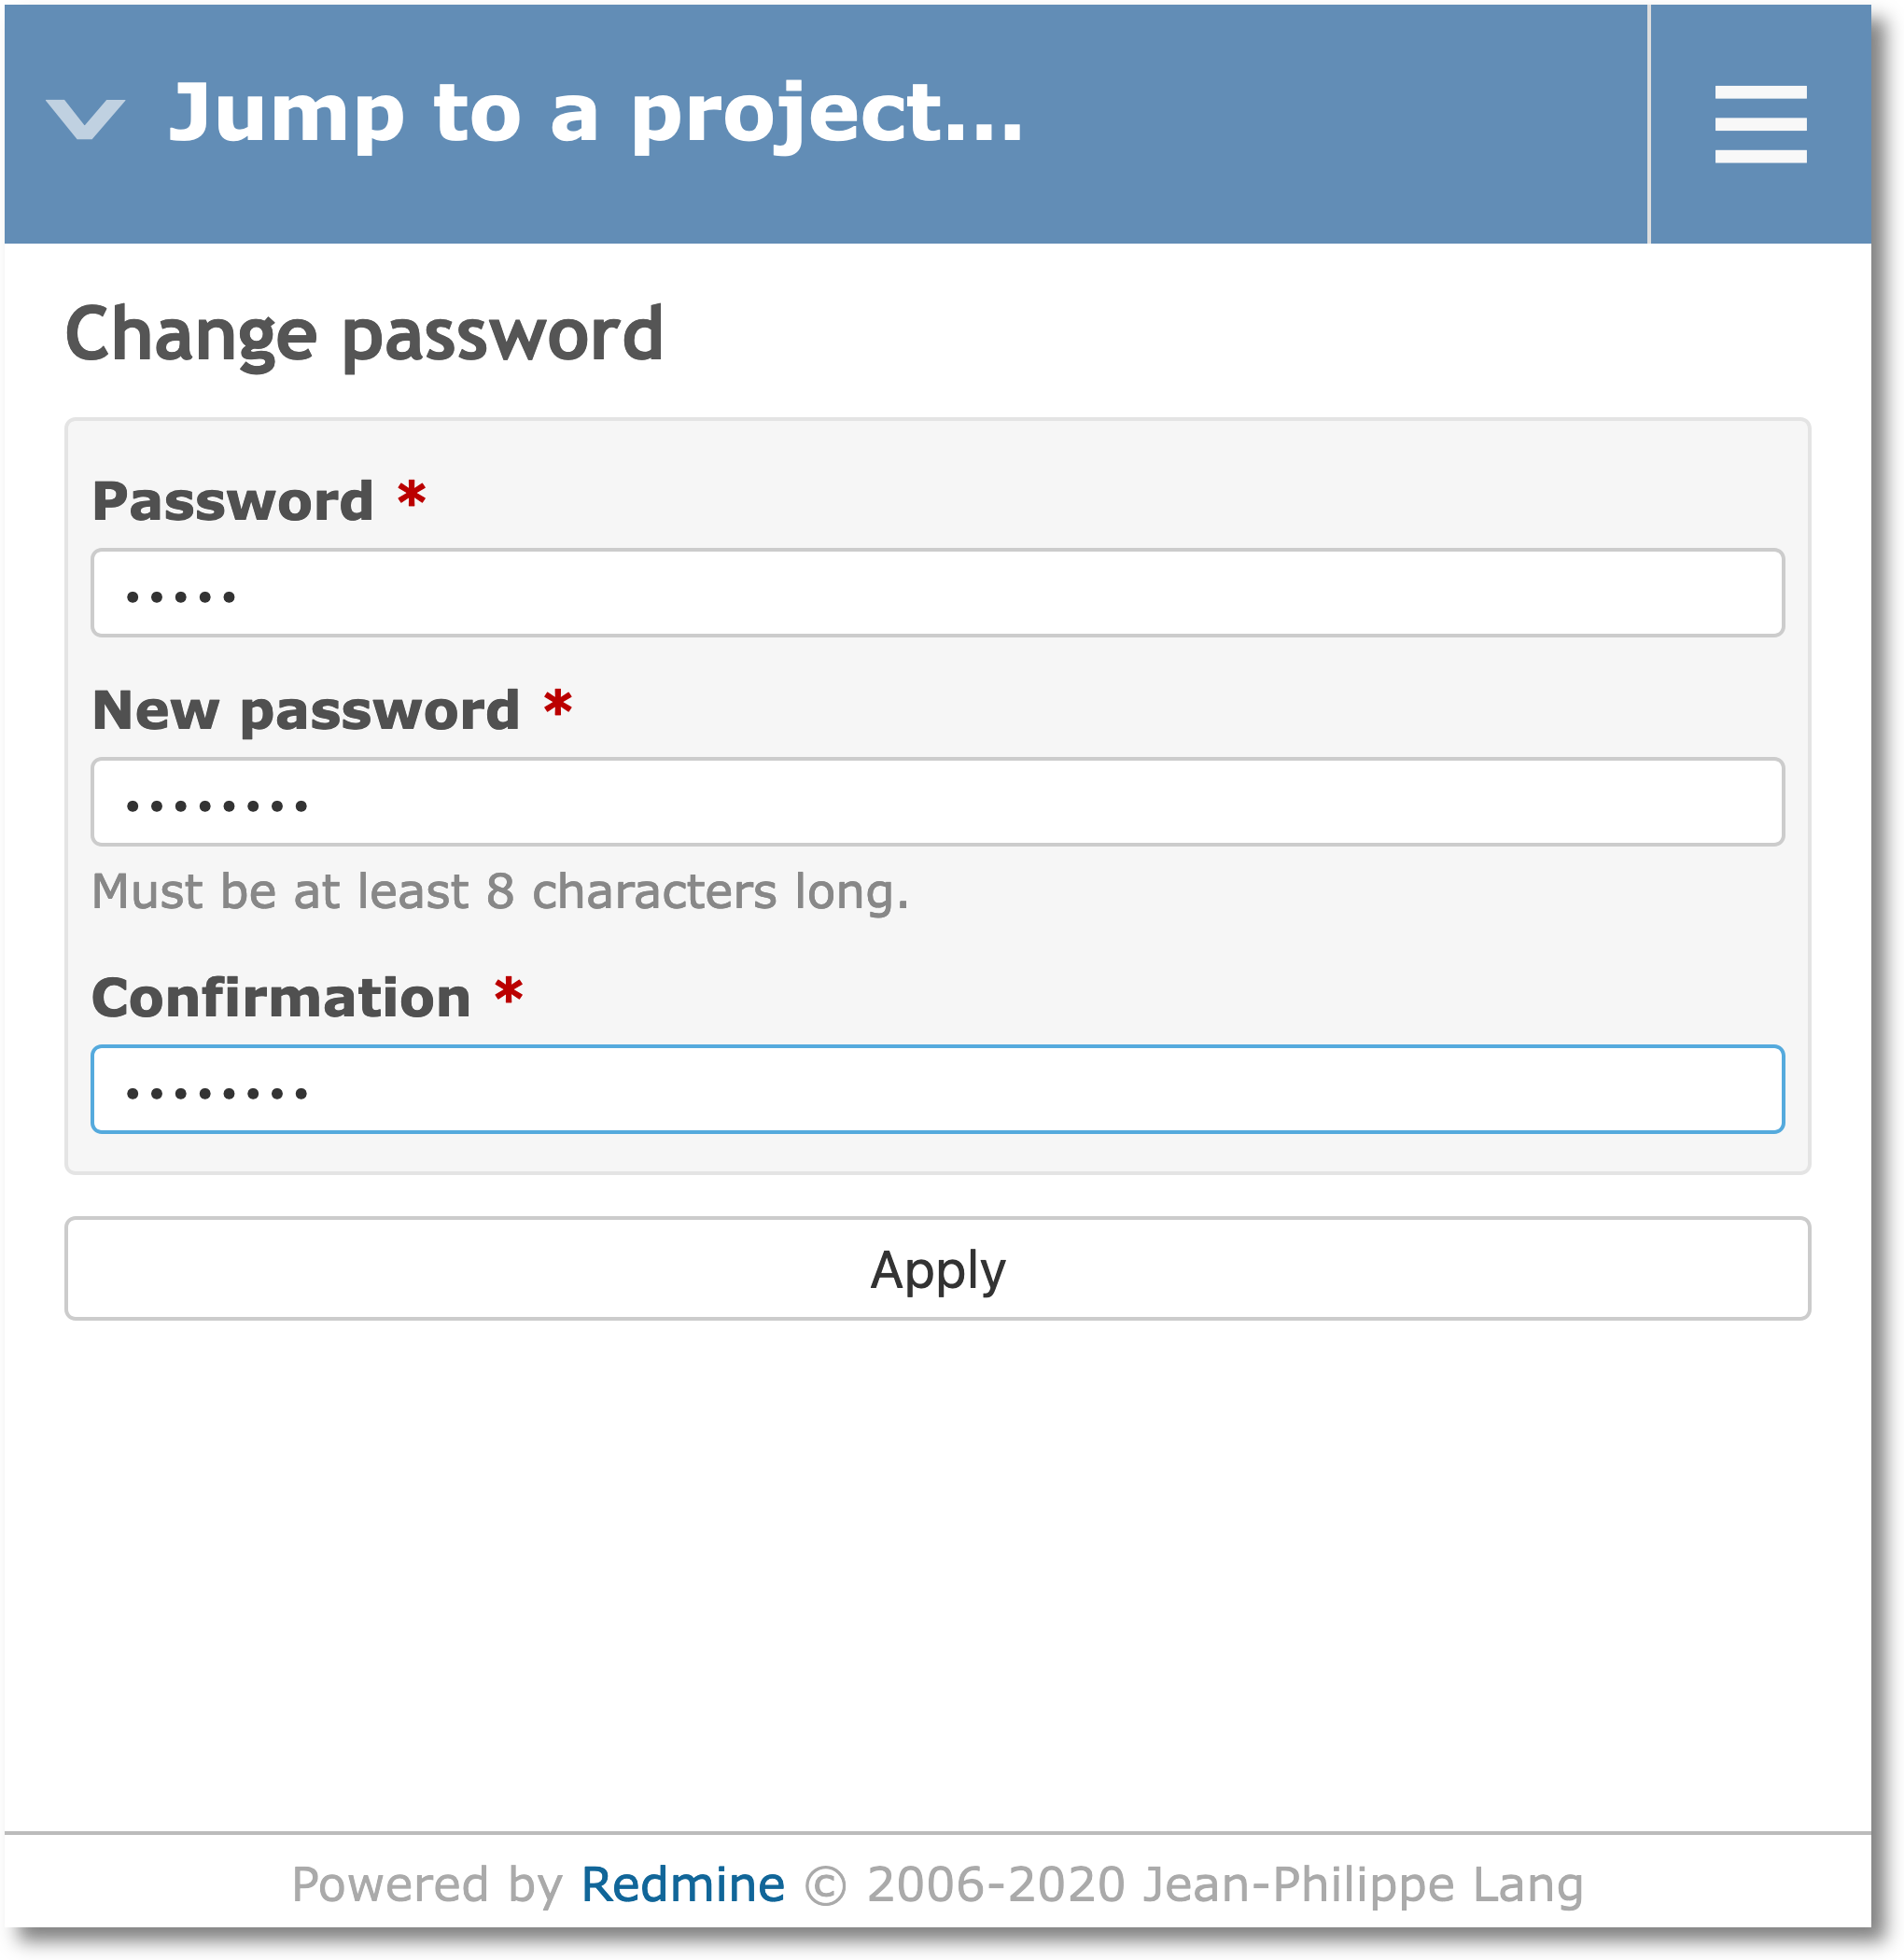 Jump to a project...
Change password
Password *
•••••
New password *
••••••••
Must be at least 8 characters long.
Confirmation *
••••••••
Apply
Powered by Redmine © 2006-2020 Jean-Philippe Lang